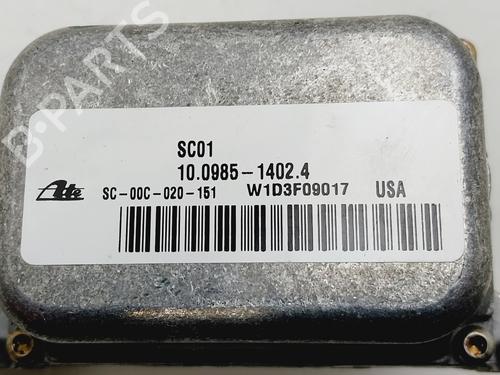 B-PARTS
SC01
10.0985-1402.4
Ate SC-00C-020-151 W1D3F09017 USA